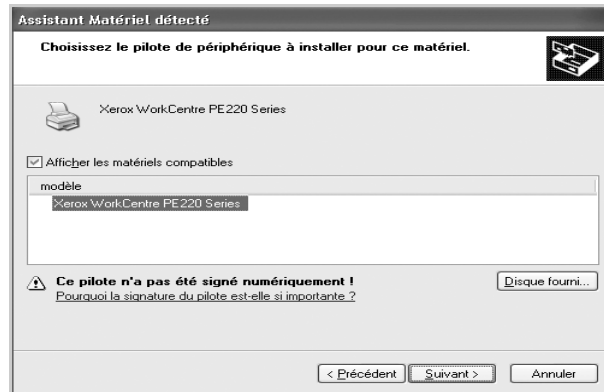 Assistant Matériel détecté
Choisissez le pilote de périphérique à installer pour ce matériel.
Xerox WorkCentre PE220 Series
Afficher les matériels compatibles
modèle
Xerox WorkCentre PE220 Series
Ce pilote n'a pas été signé numériquement !
Pourquoi la signature du pilote est-elle si importante ?
Disque fourni...
< Précédent
Suivant >
Annuler